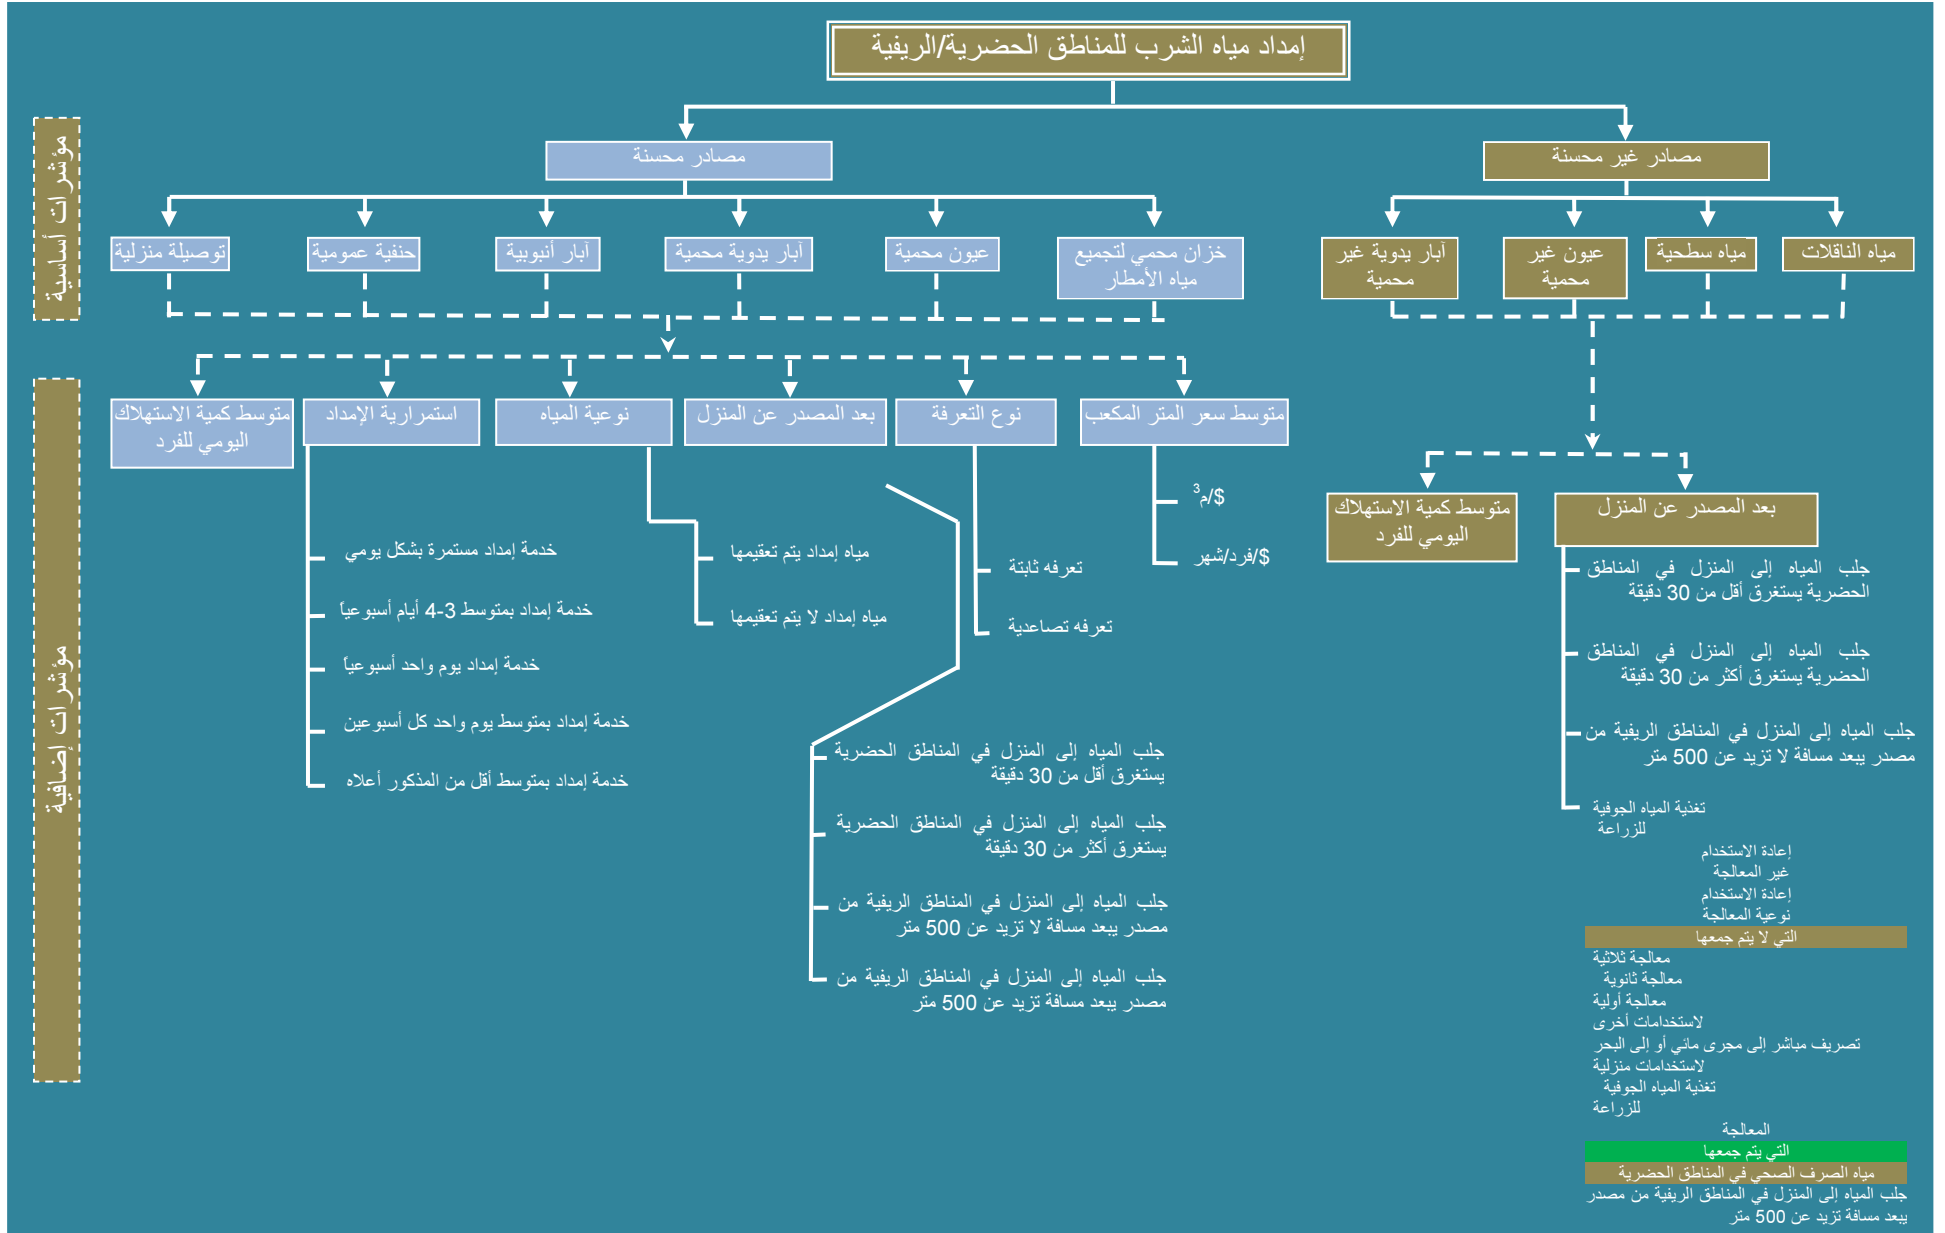 إمداد مياه الشرب للمناطق الحضرية/الريفية
مؤشرات أساسية
مصادر غير محسنة
مصادر محسنة
مياه الناقلات
مياه سطحية
عيون غير
محمية
آبار يدوية غير
محمية
خزان محمي لتجميع
مياه الأمطار
عيون محمية
آبار يدوية محمية
آبار أنبوبية
حنفية عمومية
توصيلة منزلية
مؤشرات إضافية
بعد المصدر عن المنزل
متوسط كمية الاستهلاك
اليومي للفرد
جلب المياه إلى المنزل في المناطق
الحضرية يستغرق أقل من 30 دقيقة
جلب المياه إلى المنزل في المناطق
الحضرية يستغرق أكثر من 30 دقيقة
جلب المياه إلى المنزل في المناطق الريفية من
مصدر يبعد مسافة لا تزيد عن 500 متر
تغذية المياه الجوفية
للزراعة
إعادة الاستخدام
غير المعالجة
إعادة الاستخدام
نوعية المعالجة
التي لا يتم جمعها
معالجة ثلاثية
معالجة ثانوية
معالجة أولية
لاستخدامات أخرى
تصريف مباشر إلى مجرى مائي أو إلى البحر
لاستخدامات منزلية
تغذية المياه الجوفية
للزراعة
المعالجة
التي يتم جمعها
مياه الصرف الصحي في المناطق الحضرية
جلب المياه إلى المنزل في المناطق الريفية من مصدر
يبعد مسافة تزيد عن 500 متر
متوسط سعر المتر المكعب
$/م3
$/فرد/شهر
نوع التعرفة
تعرفه ثابتة
تعرفه تصاعدية
بعد المصدر عن المنزل
جلب المياه إلى المنزل في المناطق الحضرية
يستغرق أقل من 30 دقيقة
جلب المياه إلى المنزل في المناطق الحضرية
يستغرق أكثر من 30 دقيقة
جلب المياه إلى المنزل في المناطق الريفية من
مصدر يبعد مسافة لا تزيد عن 500 متر
جلب المياه إلى المنزل في المناطق الريفية من
مصدر يبعد مسافة تزيد عن 500 متر
نوعية المياه
مياه إمداد يتم تعقيمها
مياه إمداد لا يتم تعقيمها
استمرارية الإمداد
خدمة إمداد مستمرة بشكل يومي
خدمة إمداد بمتوسط 3-4 أيام أسبوعياً
خدمة إمداد يوم واحد أسبوعياً
خدمة إمداد بمتوسط يوم واحد كل أسبوعين
خدمة إمداد بمتوسط أقل من المذكور أعلاه
متوسط كمية الاستهلاك
اليومي للفرد